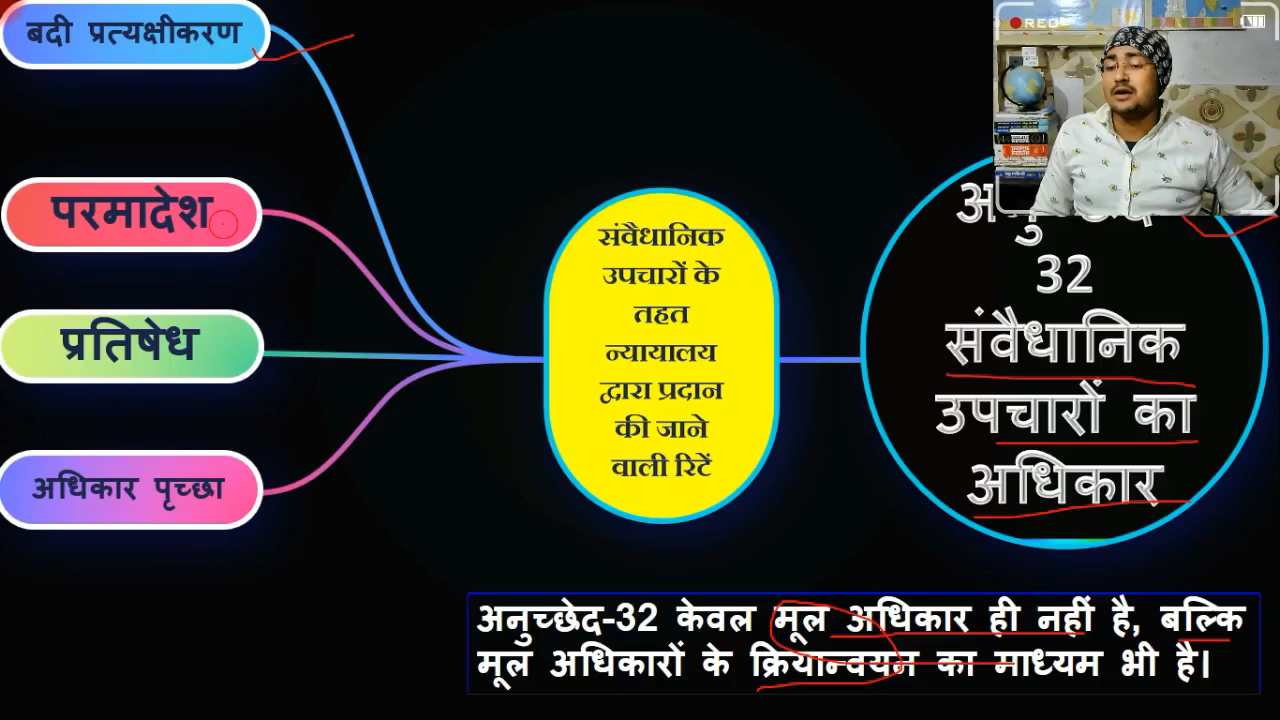 बदी प्रत्यक्षीकरण
परमादेश
प्रतिषेध
अधिकार पृच्छा
संवैधानिक
उपचारों के
तहत
न्यायालय
द्वारा प्रदान
की जाने
वाली रिटें
32
संवैधानिक
उपचारों का
अधिकार
अनुच्छेद-32 केवल मूल अधिकार ही नहीं है, बल्कि
मूल अधिकारों के क्रियान्वयन का माध्यम भी है।
REC